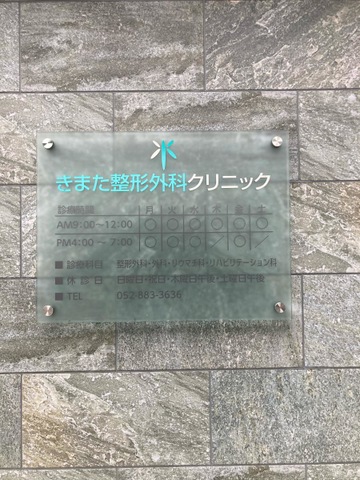 きまた整形外科クリニック
診療時間 月 火 水 木 金 土
AM9:00〜12:00 ○ ○ ○ ○ ○ ○
PM4:00〜 7:00 ○ ○ ○ ／ ○ ／
■ 診療科目 整形外科・外科・リウマチ科・リハビリテーション科
■ 休診日 日曜日・祝日・木曜日午後・土曜日午後
■ TEL 052-883-3636